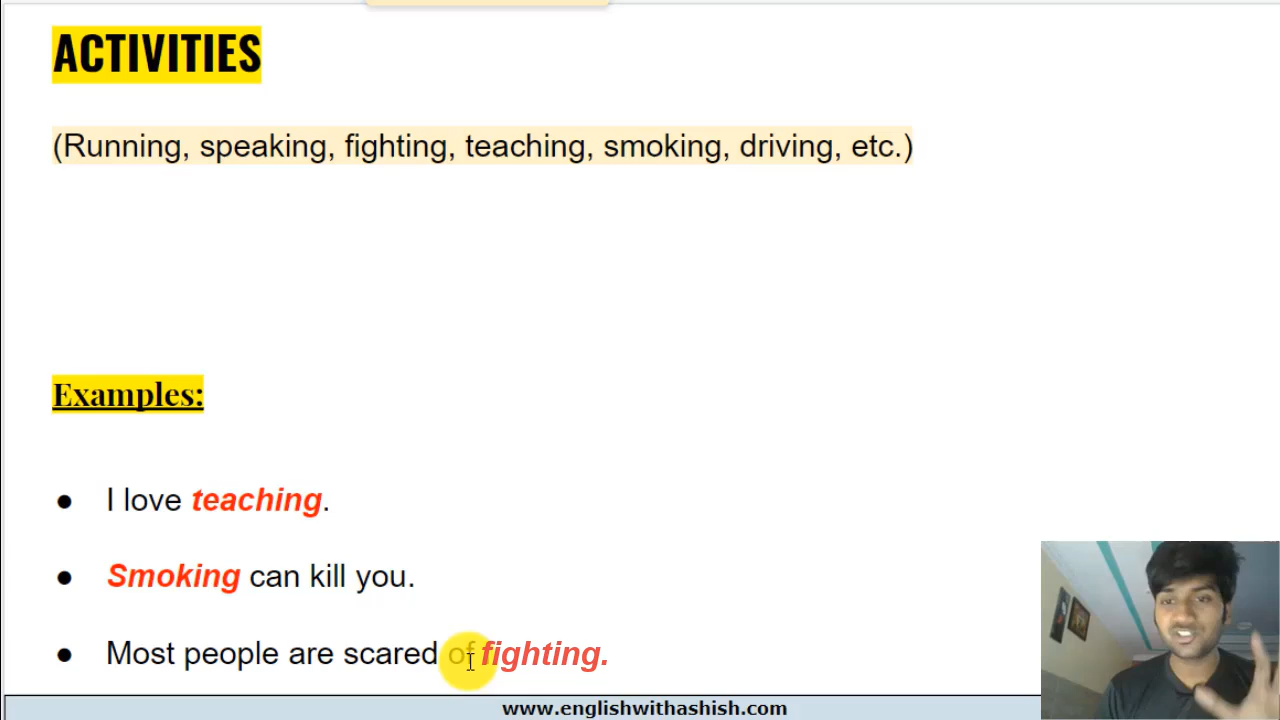 ACTIVITIES
(Running, speaking, fighting, teaching, smoking, driving, etc.)
Examples:
● I love teaching.
● Smoking can kill you.
● Most people are scared of fighting.
www.englishwithashish.com